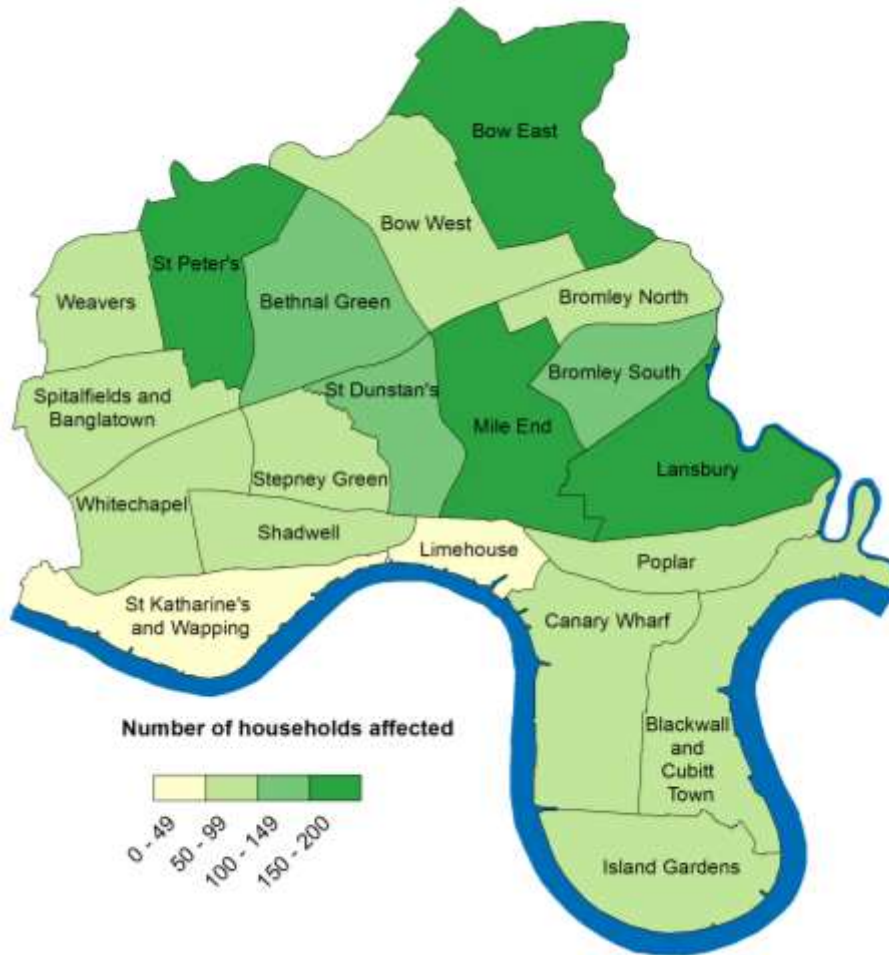 Bow East
Bow West
St Peter's
Weavers
Bethnal Green
Bromley North
Spitalfields and
Banglatown
St Dunstan's
Bromley South
Mile End
Stepney Green
Lansbury
Whitechapel
Shadwell
Limehouse
Poplar
St Katharine's
and Wapping
Canary Wharf
Blackwall
and
Cubitt
Town
Island Gardens
Number of households affected
0 - 49
50 - 99
100 - 149
150 - 200